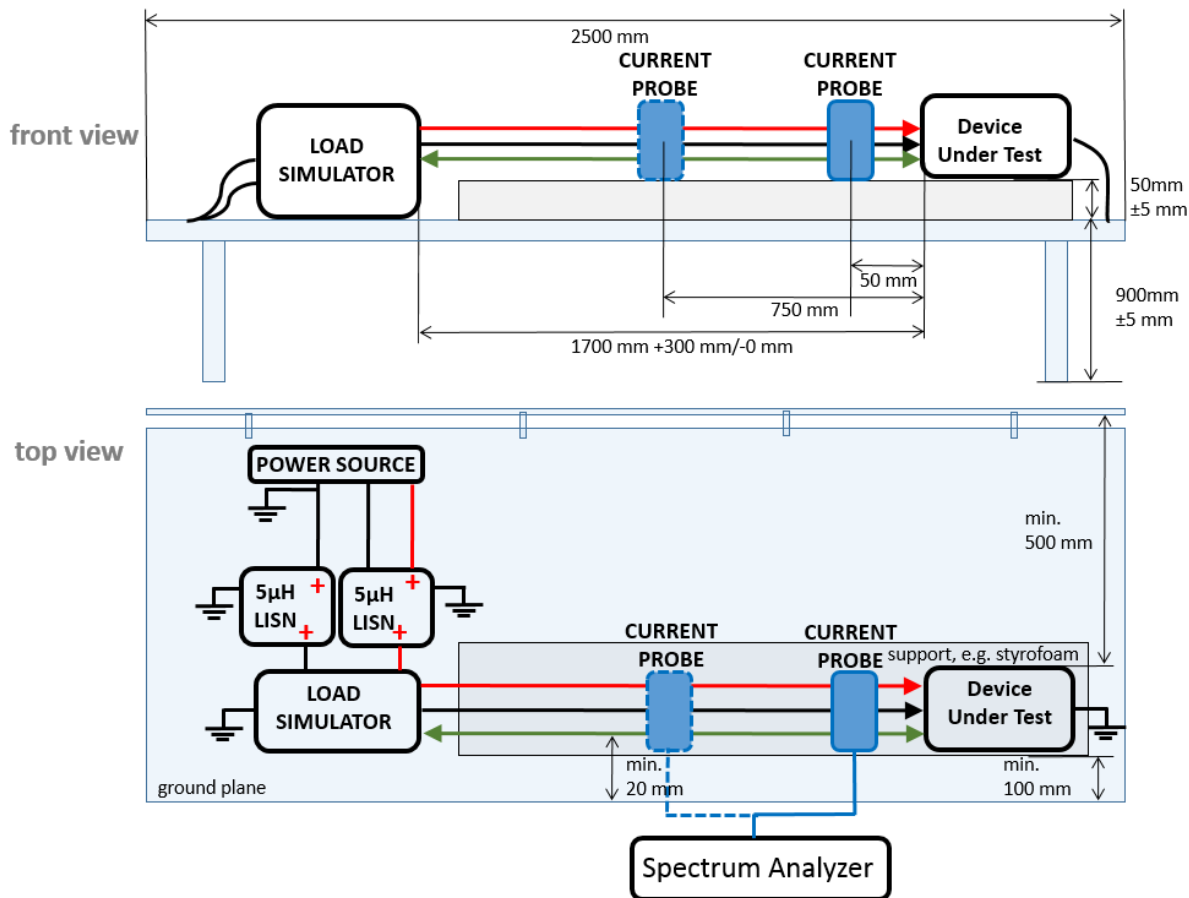 2500 mm
CURRENT
PROBE
CURRENT
PROBE
front view
LOAD
SIMULATOR
Device
Under Test
50mm
±5 mm
50 mm
750 mm
900mm
±5 mm
1700 mm +300 mm/-0 mm
top view
POWER SOURCE
min.
500 mm
5µH
LISN
+
+
5µH
LISN
+
+
CURRENT
PROBE
CURRENT
PROBE
support, e.g. styrofoam
LOAD
SIMULATOR
Device
Under Test
min.
20 mm
min.
100 mm
ground plane
Spectrum Analyzer